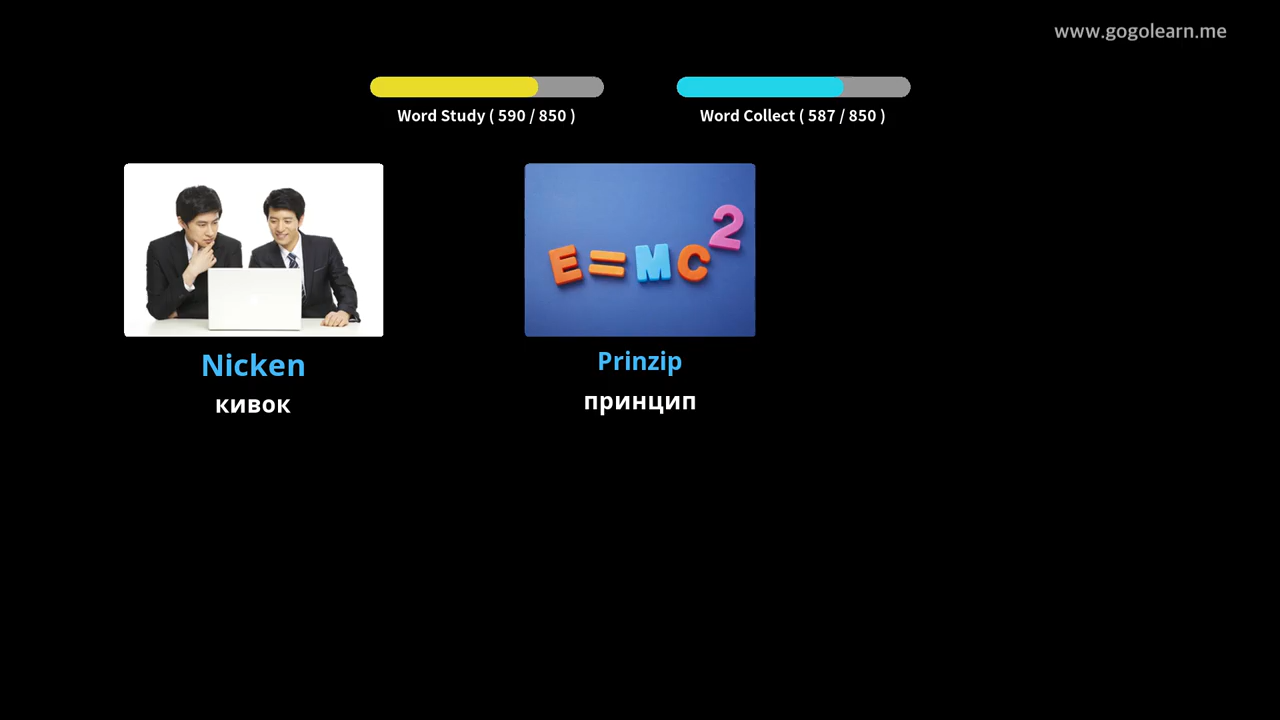 www.gogolearn.me
Word Study ( 590 / 850 )
Word Collect ( 587 / 850 )
E=MC2
Nicken
кивок
Prinzip
принцип